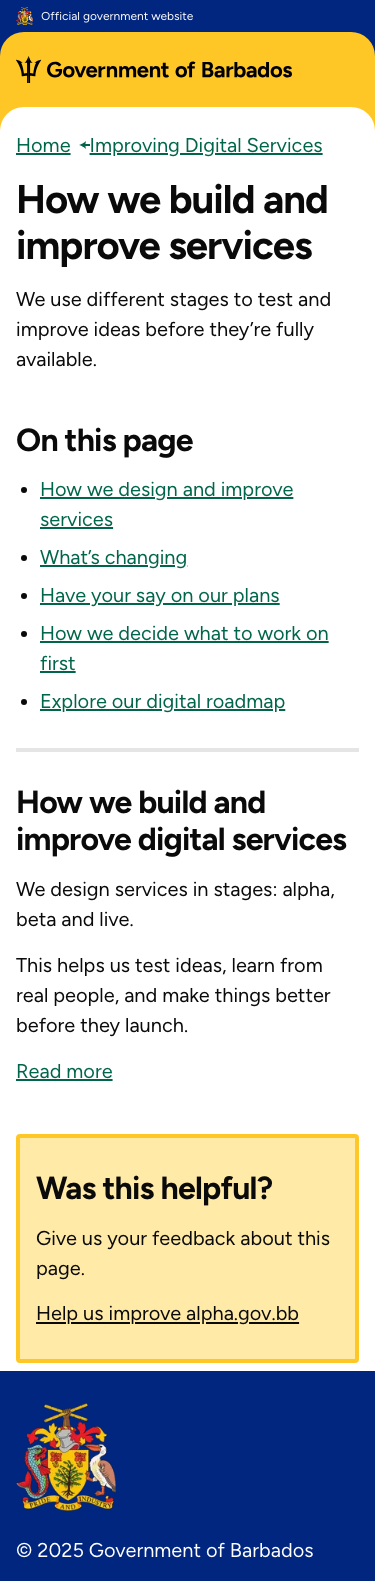 Official government website
Government of Barbados
Home Improving Digital Services
How we build and
improve services
We use different stages to test and
improve ideas before they’re fully
available.
On this page
How we design and improve
services
What’s changing
Have your say on our plans
How we decide what to work on
first
Explore our digital roadmap
How we build and
improve digital services
We design services in stages: alpha,
beta and live.
This helps us test ideas, learn from
real people, and make things better
before they launch.
Read more
Was this helpful?
Give us your feedback about this
page.
Help us improve alpha.gov.bb
PRIDE AND INDUSTRY
© 2025 Government of Barbados